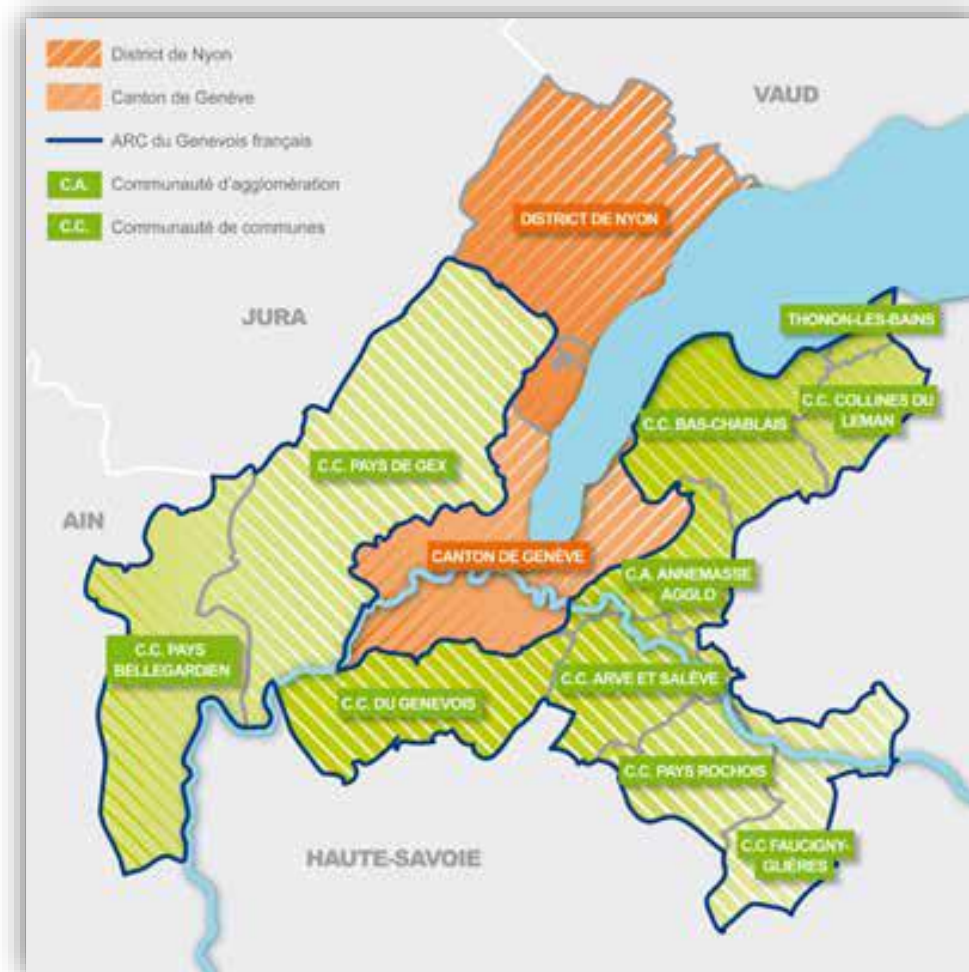 District de Nyon
Canton de Genève
ARC du Genevois français
C.A. Communauté d'agglomération
C.C. Communauté de communes
VAUD
DISTRICT DE NYON
JURA
THONON-LES-BAINS
C.C. COLLINES DU
LEMAN
C.C. BAS-CHABLAIS
C.C. PAYS DE GEX
AIN
CANTON DE GENÈVE
C.A. ANNEMASSE
AGGLO
C.C. PAYS
BELLEGARDIEN
C.C. ARVE ET SALÈVE
C.C. DU GENEVOIS
C.C. PAYS ROCHOIS
HAUTE-SAVOIE
C.C FAUCIGNY-
GLIÈRES